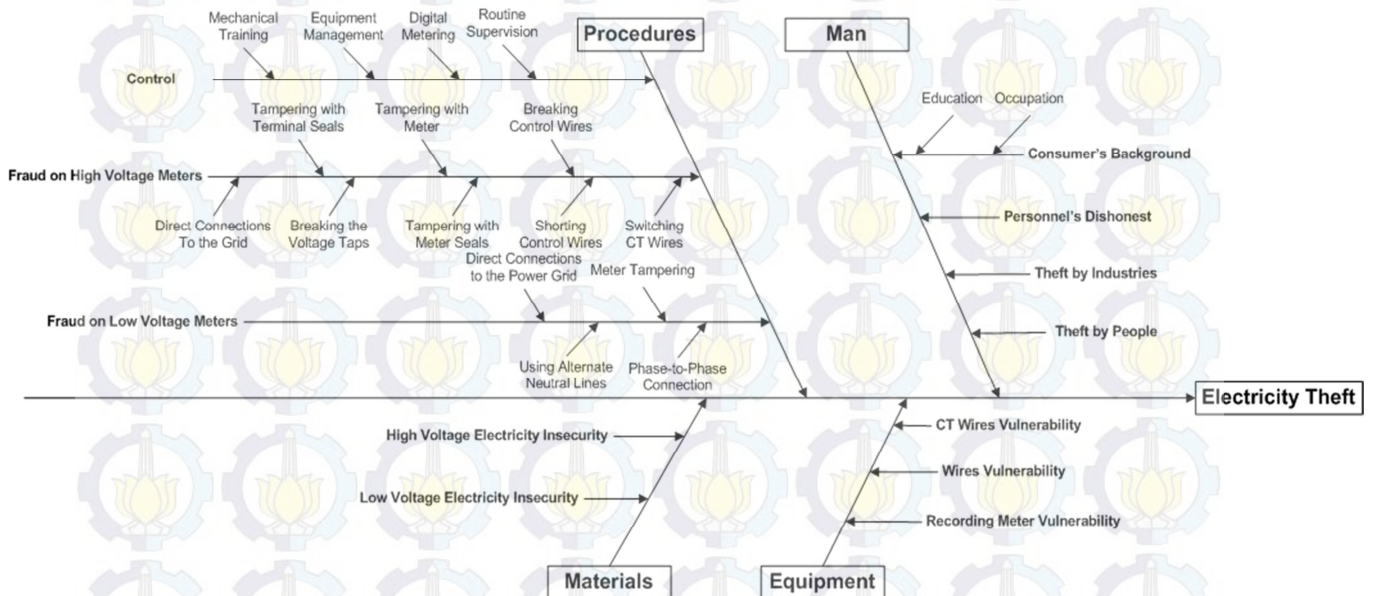 Mechanical
Training
Equipment
Management
Digital
Metering
Routine
Supervision
Procedures
Man
Control
Tampering with
Terminal Seals
Tampering with
Meter
Breaking
Control Wires
Education
Occupation
Consumer's Background
Fraud on High Voltage Meters
Direct Connections
To the Grid
Breaking the
Voltage Taps
Tampering with
Meter Seals
Shorting
Control Wires
Switching
CT Wires
Personnel's Dishonest
Direct Connections
to the Power Grid
Meter Tampering
Theft by Industries
Fraud on Low Voltage Meters
Theft by People
Using Alternate
Neutral Lines
Phase-to-Phase
Connection
Electricity Theft
High Voltage Electricity Insecurity
CT Wires Vulnerability
Wires Vulnerability
Low Voltage Electricity Insecurity
Recording Meter Vulnerability
Materials
Equipment